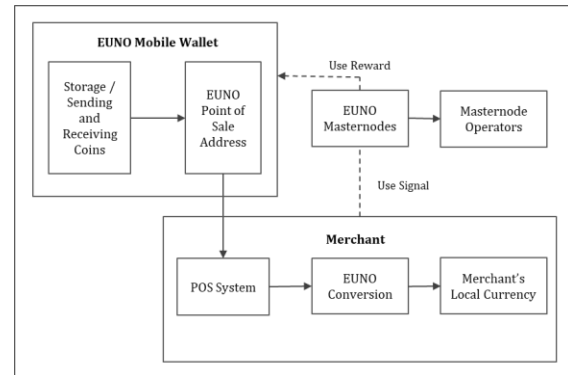 EUNO Mobile Wallet
Storage /
Sending
and
Receiving
Coins
EUNO
Point of
Sale
Address
Use Reward
EUNO
Masternodes
Masternode
Operators
Use Signal
Merchant
POS System
EUNO
Conversion
Merchant's
Local Currency